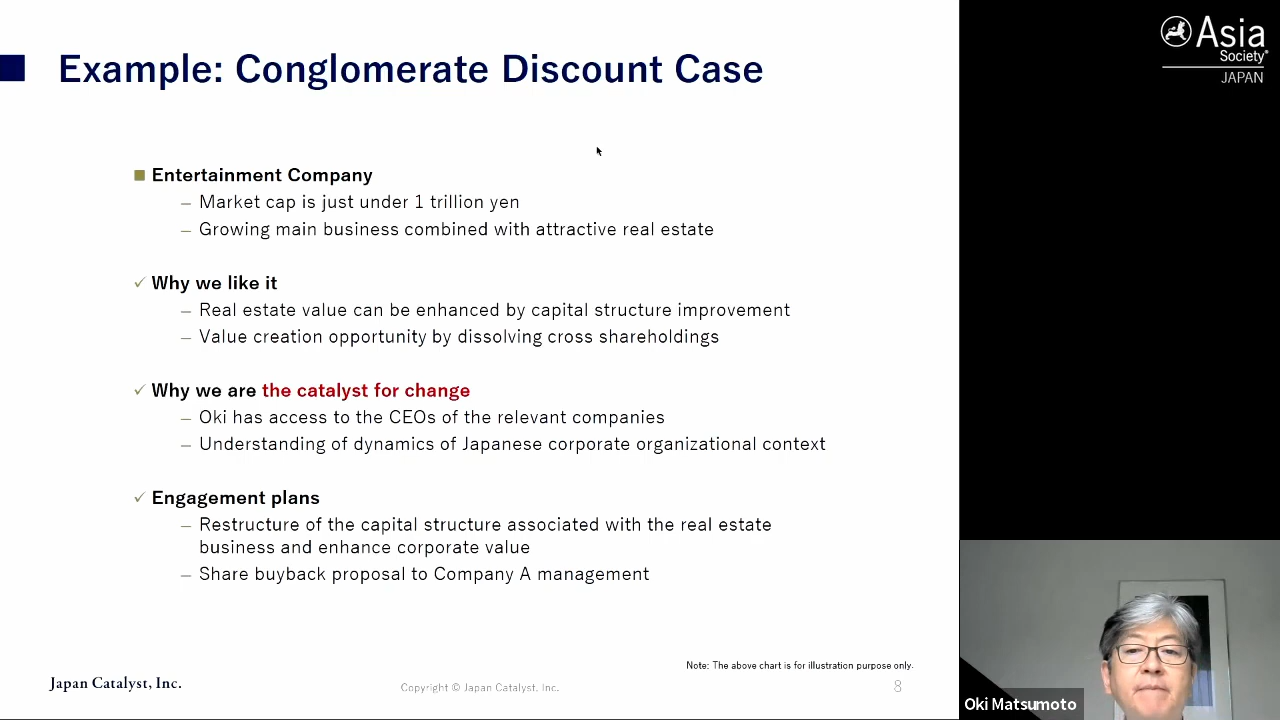 Example: Conglomerate Discount Case
Entertainment Company
– Market cap is just under 1 trillion yen
– Growing main business combined with attractive real estate
✓ Why we like it
– Real estate value can be enhanced by capital structure improvement
– Value creation opportunity by dissolving cross shareholdings
✓ Why we are the catalyst for change
– Oki has access to the CEOs of the relevant companies
– Understanding of dynamics of Japanese corporate organizational context
✓ Engagement plans
– Restructure of the capital structure associated with the real estate
business and enhance corporate value
– Share buyback proposal to Company A management
Note: The above chart is for illustration purpose only.
Japan Catalyst, Inc.
Copyright © Japan Catalyst, Inc.
8
Asia
Society®
JAPAN
Oki Matsumoto